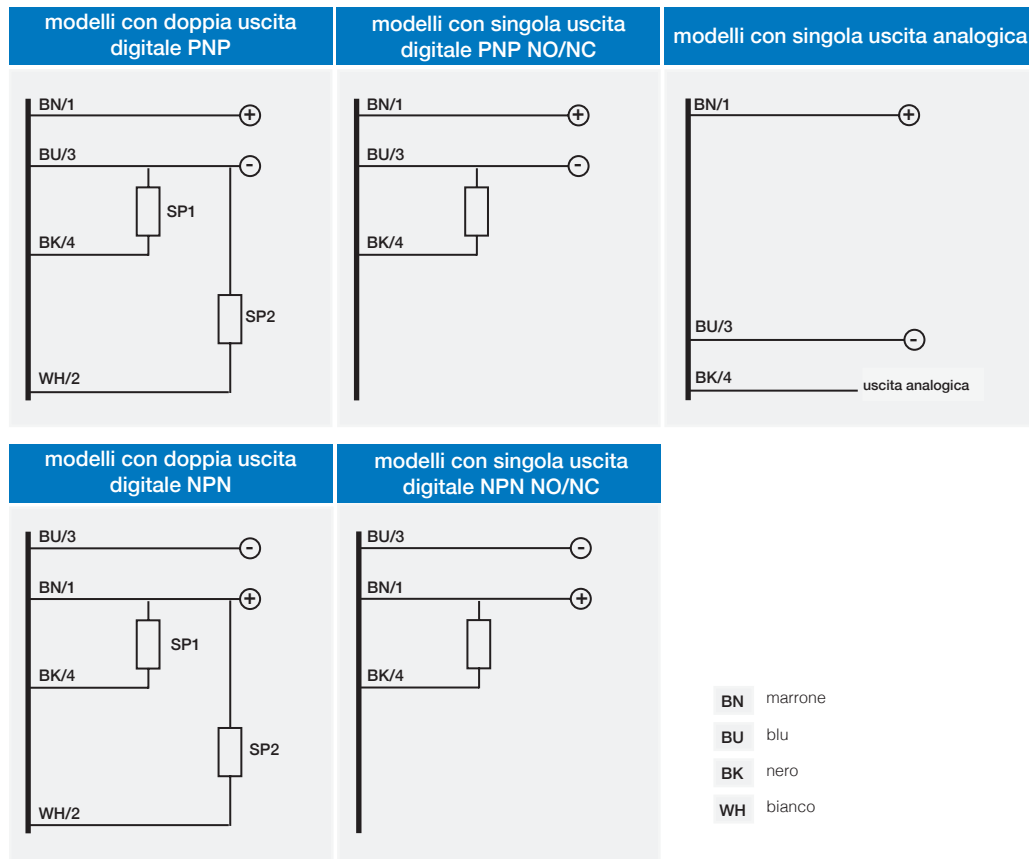 modelli con doppia uscita
digitale PNP
modelli con singola uscita
digitale PNP NO/NC
modelli con singola uscita analogica
BN/1
+
BU/3
-
SP1
BK/4
SP2
WH/2
BN/1
+
BU/3
-
BK/4
BN/1
+
BU/3
-
BK/4
uscita analogica
modelli con doppia uscita
digitale NPN
modelli con singola uscita
digitale NPN NO/NC
BU/3
-
BN/1
+
SP1
BK/4
SP2
WH/2
BU/3
-
BN/1
+
BK/4
BN marrone
BU blu
BK nero
WH bianco